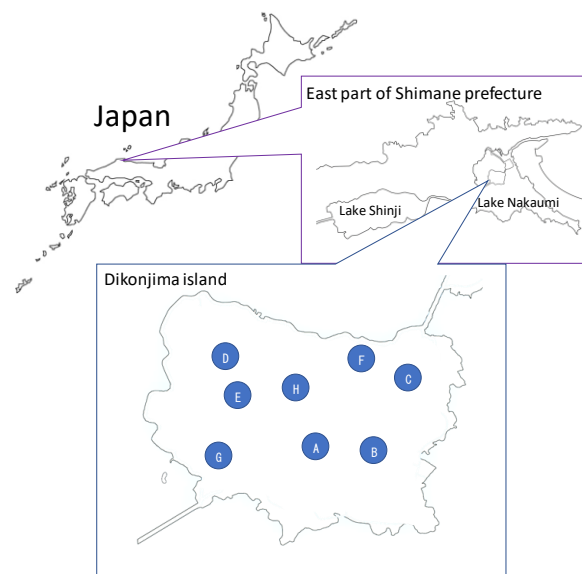 Japan
East part of Shimane prefecture
Lake Shinji
Lake Nakaumi
Dikonjima island
D
F
C
E
H
A
B
G